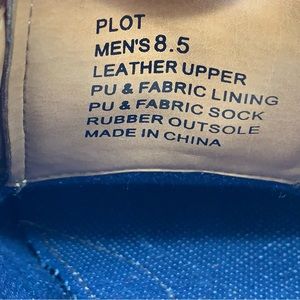 PLOT
MEN'S 8.5
LEATHER UPPER
PU & FABRIC LINING
PU & FABRIC SOCK
RUBBER OUTSOLE
MADE IN CHINA